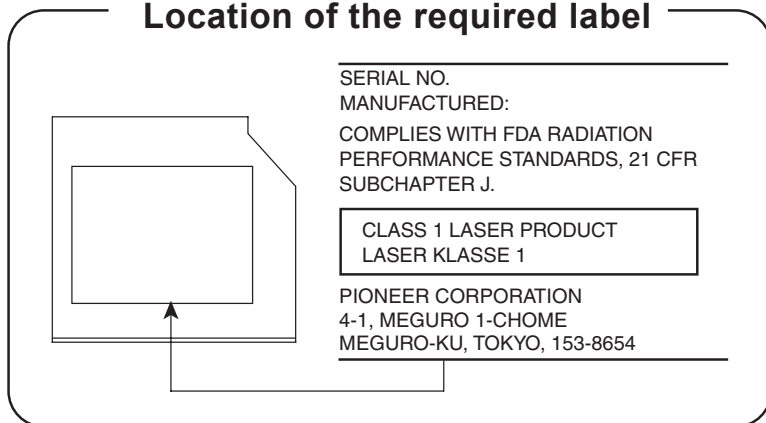 Location of the required label
SERIAL NO.
MANUFACTURED:
COMPLIES WITH FDA RADIATION
PERFORMANCE STANDARDS, 21 CFR
SUBCHAPTER J.
CLASS 1 LASER PRODUCT
LASER KLASSE 1
PIONEER CORPORATION
4-1, MEGURO 1-CHOME
MEGURO-KU, TOKYO, 153-8654